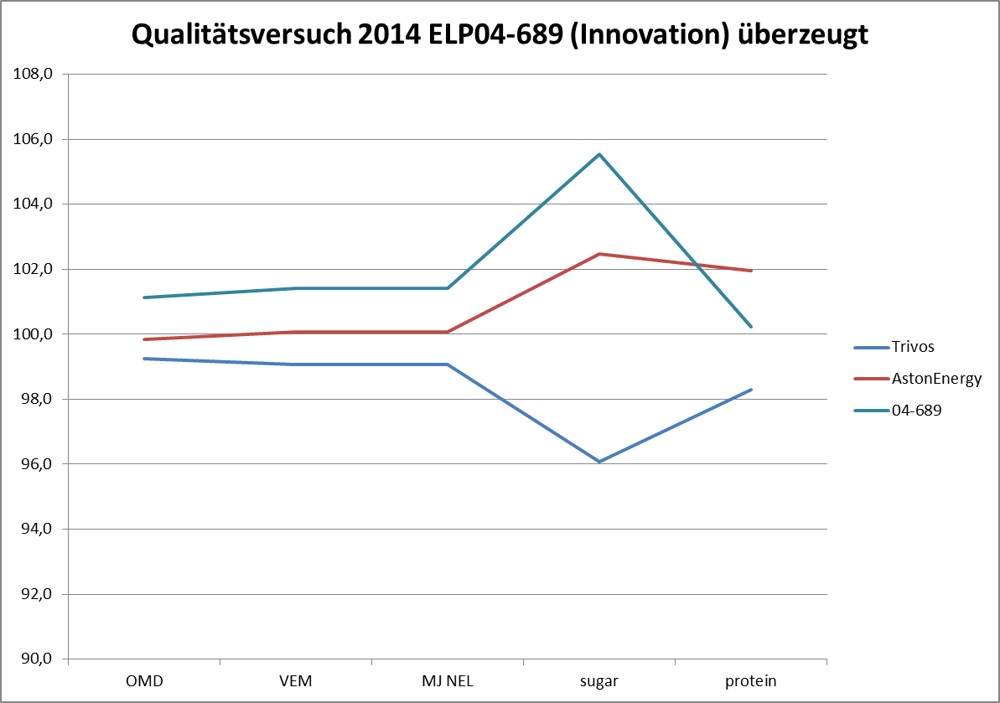 Qualitätsversuch 2014 ELP04-689 (Innovation) überzeugt
108,0
106,0
104,0
102,0
100,0
98,0
96,0
94,0
92,0
90,0
OMD VEM MJ NEL sugar protein
Trivos
AstonEnergy
04-689